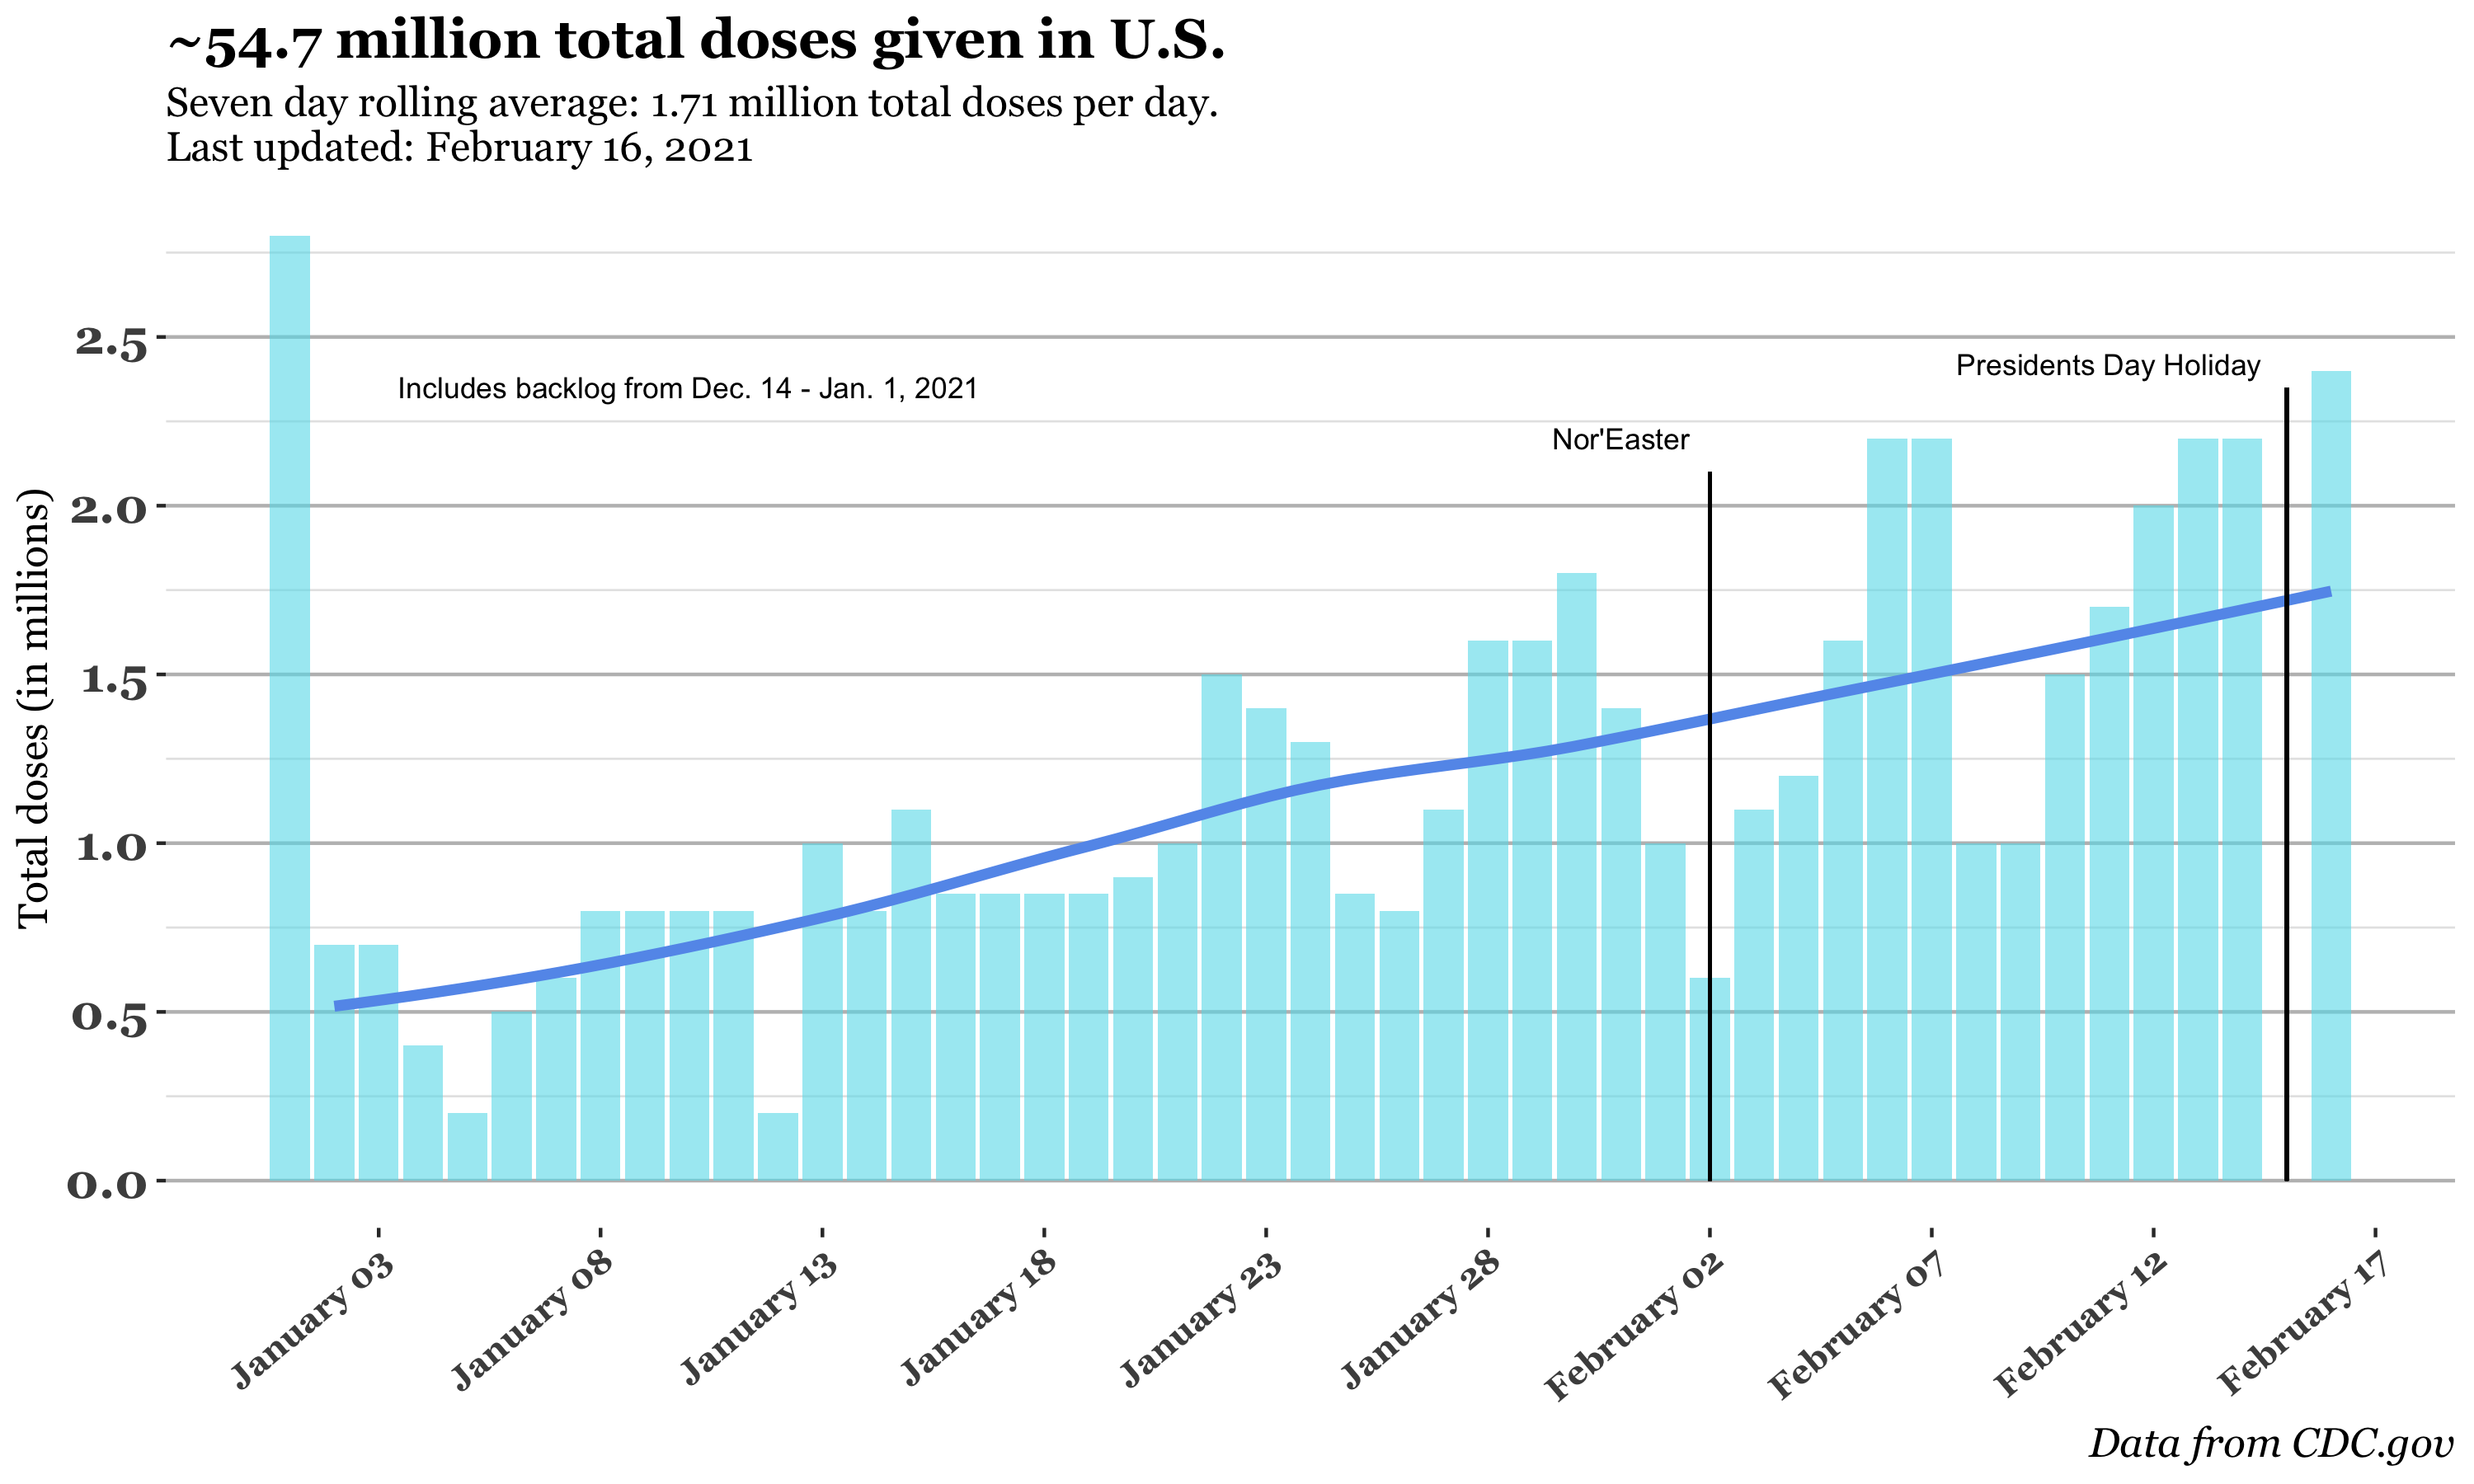 ~54.7 million total doses given in U.S.
Seven day rolling average: 1.71 million total doses per day.
Last updated: February 16, 2021
Total doses (in millions)
2.5
2.0
1.5
1.0
0.5
0.0
Includes backlog from Dec. 14 - Jan. 1, 2021
Nor'Easter
Presidents Day Holiday
January 03
January 08
January 13
January 18
January 23
January 28
February 02
February 07
February 12
February 17
Data from CDC.gov